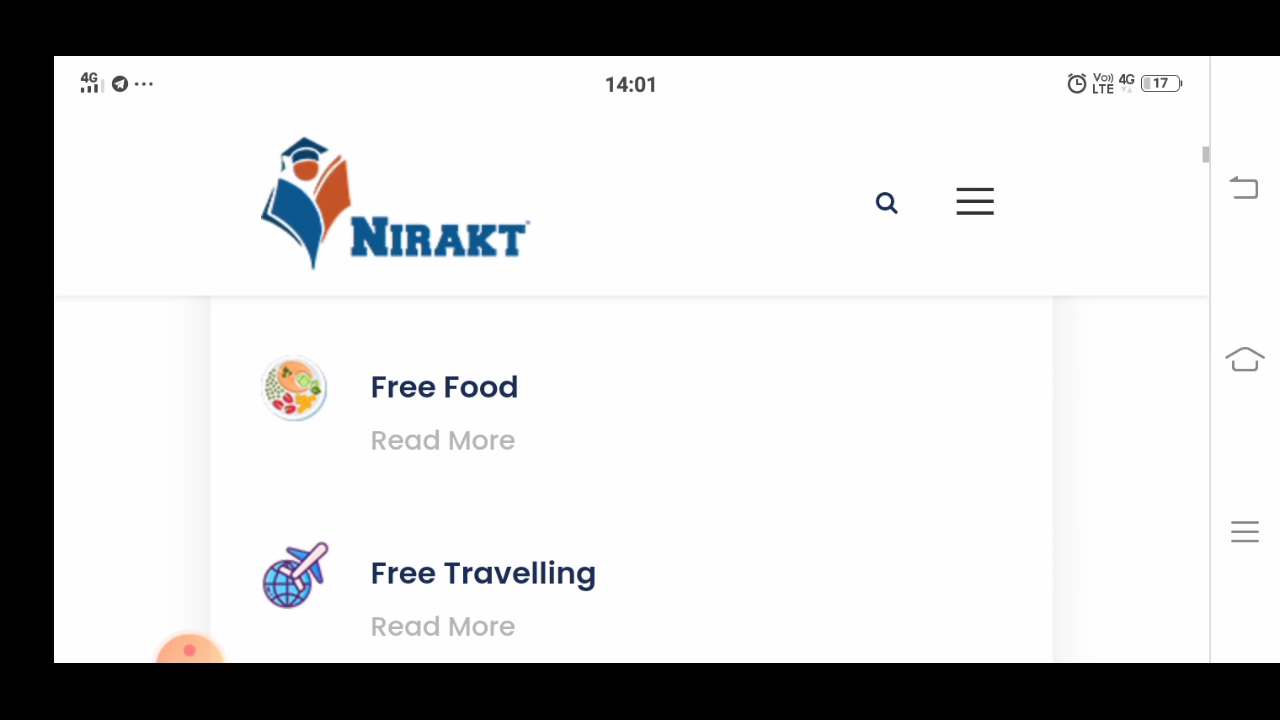 4G
14:01
Vo)) LTE
4G
17
NIRAKT
Free Food
Read More
Free Travelling
Read More